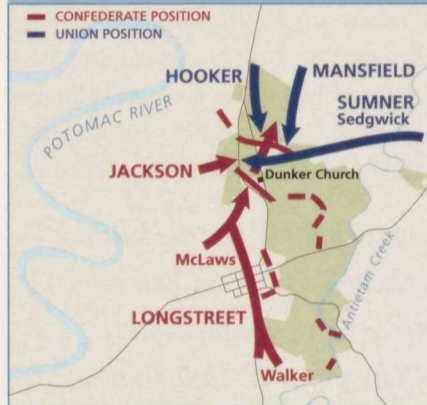 CONFEDERATE POSITION
UNION POSITION
HOOKER
MANSFIELD
SUMNER
Sedgwick
POTOMAC RIVER
JACKSON
Dunker Church
McLaws
Antietam Creek
LONGSTREET
Walker